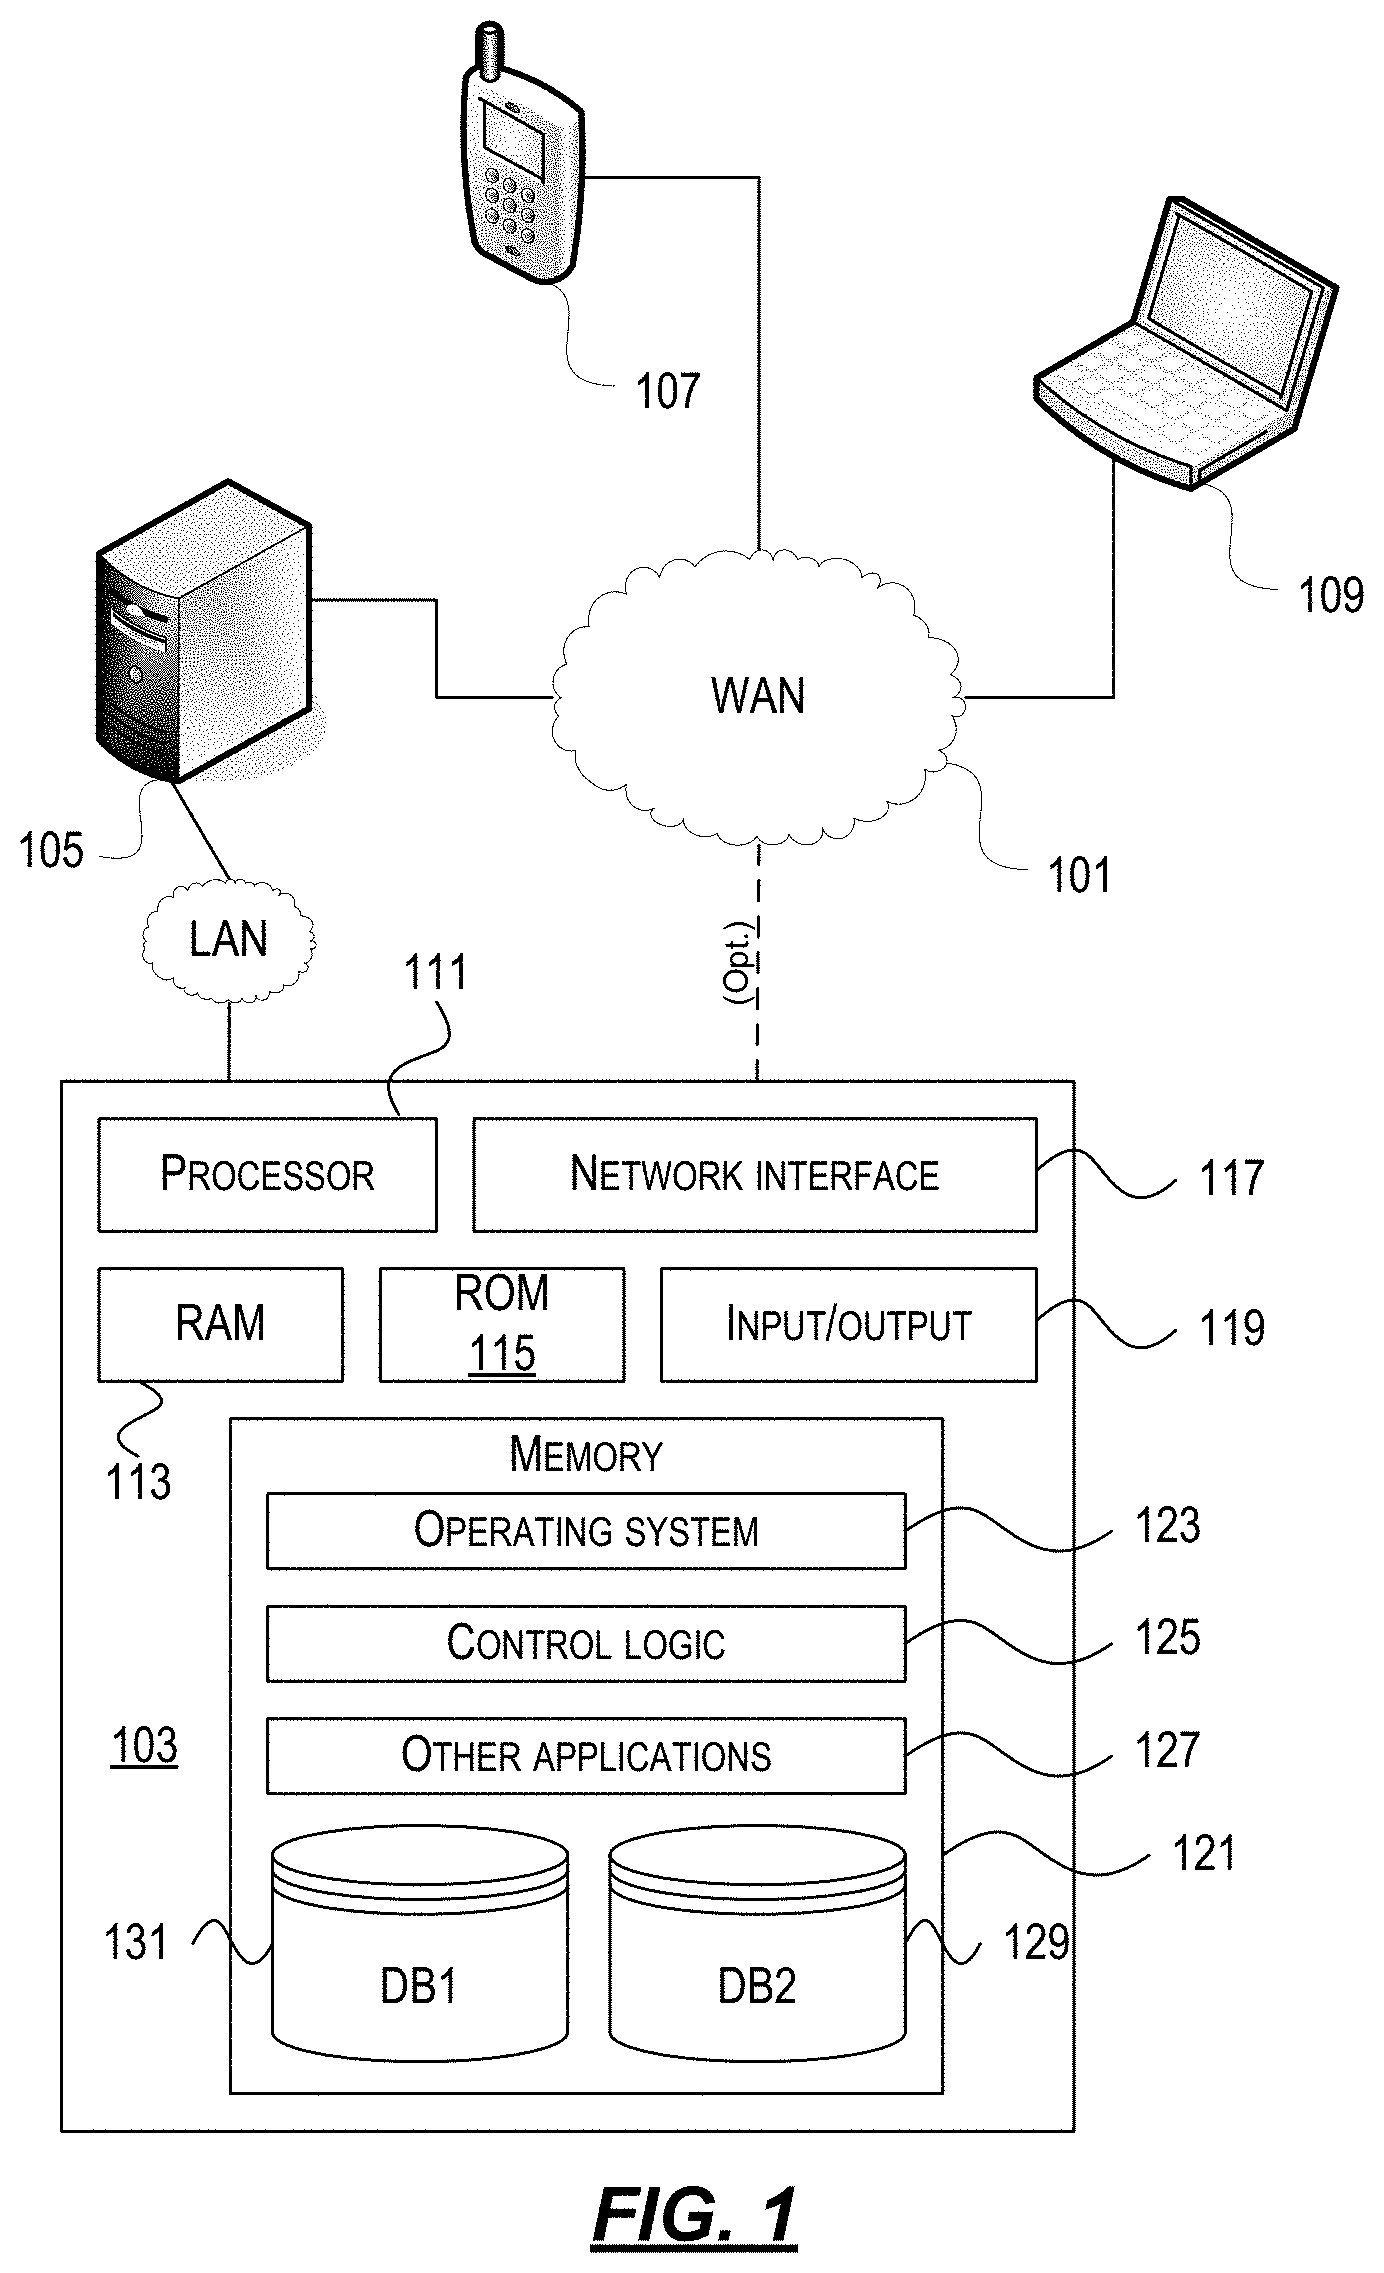 107
109
WAN
105
101
LAN
(Opt.)
111
PROCESSOR
NETWORK INTERFACE
117
RAM
ROM
115
INPUT/OUTPUT
119
113
MEMORY
OPERATING SYSTEM
123
CONTROL LOGIC
125
103
OTHER APPLICATIONS
127
121
131
DB1
DB2
129
FIG. 1